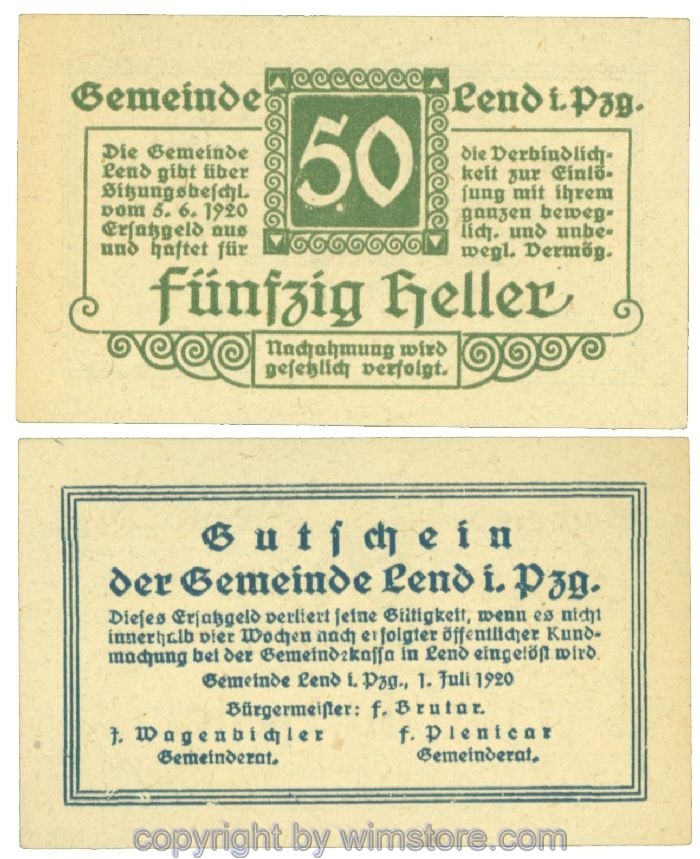 Gemeinde Lend i. Pzg.
50
Die Gemeinde
Lend gibt über
Sitzungsbeschl.
vom 5. 6. 1920
Ersatzgeld aus
und haftet für
die Verbindlich-
keit zur Einlö-
sung mit ihrem
ganzen beweg-
lich. und unbe-
wegl. Vermög.
fünfzig Heller
Nachahmung wird
gesetzlich verfolgt.
Gutschein
der Gemeinde Lend i. Pzg.
Dieses Ersatzgeld verliert seine Gültigkeit, wenn es nicht
innerhalb vier Wochen nach erfolgter öffentlicher Kund-
machung bei der Gemeindekassa in Lend eingelöst wird.
Gemeinde Lend i. Pzg., 1. Juli 1920
Bürgermeister: F. Brutar.
J. Wagenbichler F. Plenicar
Gemeinderat. Gemeinderat.
copyright by wimstore.com